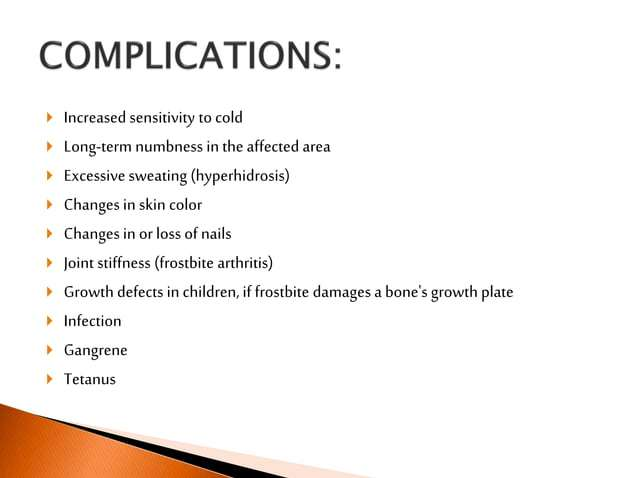 COMPLICATIONS:
Increased sensitivity to cold
Long-term numbness in the affected area
Excessive sweating (hyperhidrosis)
Changes in skin color
Changes in or loss of nails
Joint stiffness (frostbite arthritis)
Growth defects in children, if frostbite damages a bone's growth plate
Infection
Gangrene
Tetanus